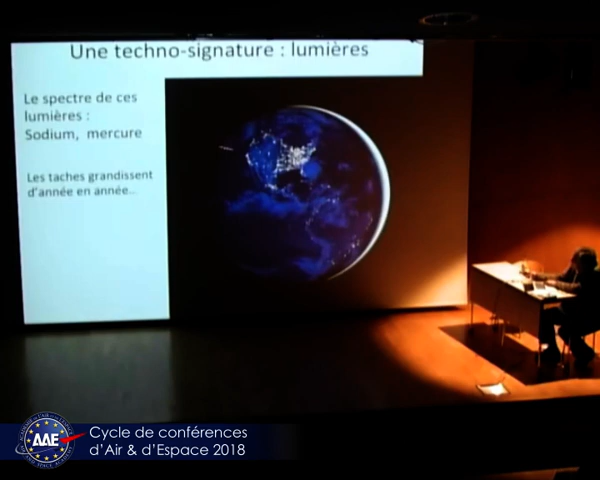 Une techno-signature : lumières
Le spectre de ces
lumières :
Sodium, mercure
Les taches grandissent
d'année en année...
AAE
Cycle de conférences
d'Air & d'Espace 2018